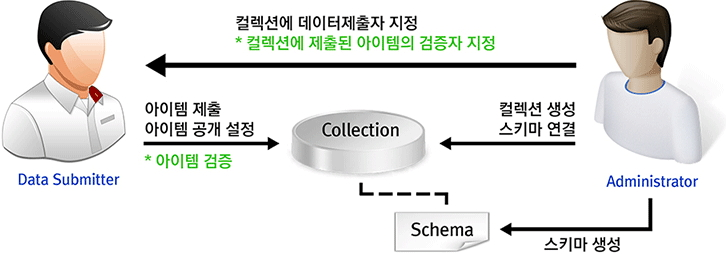 컬렉션에 데이터제출자 지정
* 컬렉션에 제출된 아이템의 검증자 지정
아이템 제출
아이템 공개 설정
* 아이템 검증
Collection
컬렉션 생성
스키마 연결
Data Submitter
Administrator
Schema
스키마 생성